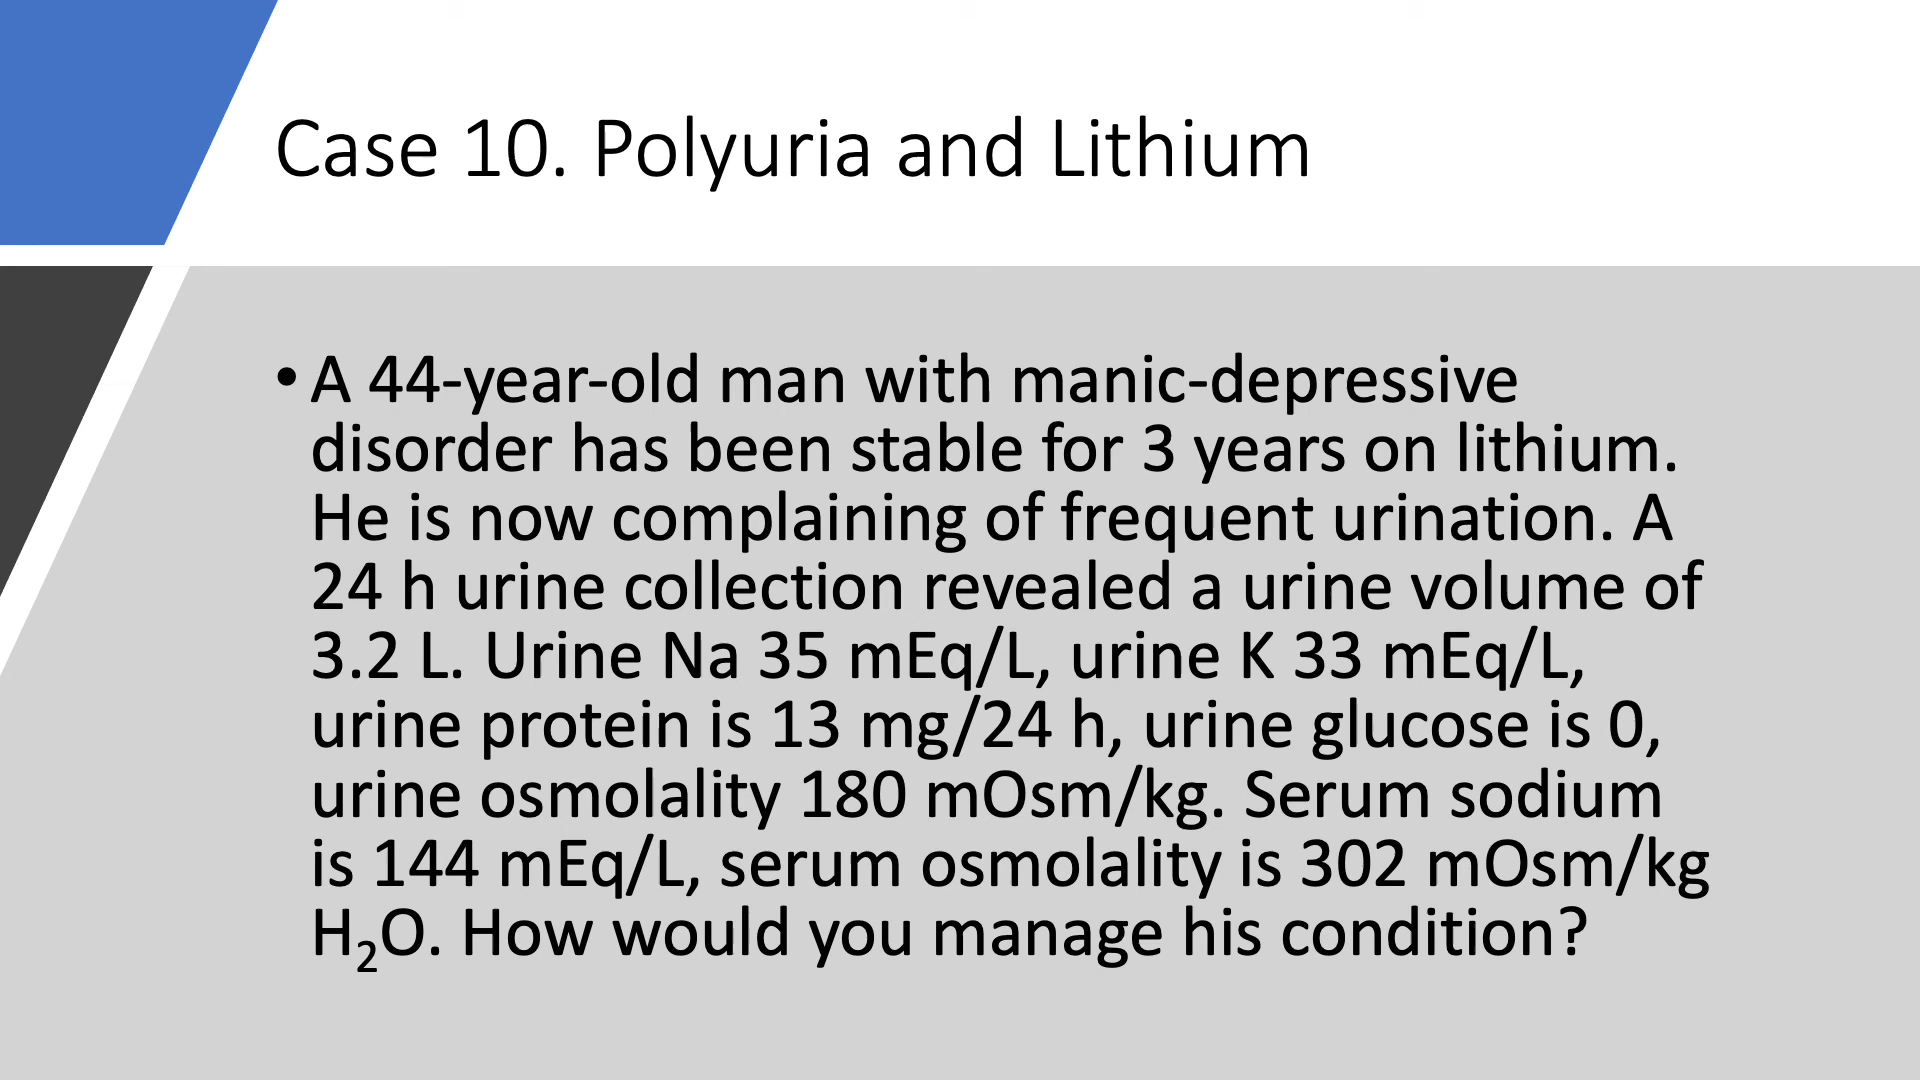 Case 10. Polyuria and Lithium
• A 44-year-old man with manic-depressive
disorder has been stable for 3 years on lithium.
He is now complaining of frequent urination. A
24 h urine collection revealed a urine volume of
3.2 L. Urine Na 35 mEq/L, urine K 33 mEq/L,
urine protein is 13 mg/24 h, urine glucose is 0,
urine osmolality 180 mOsm/kg. Serum sodium
is 144 mEq/L, serum osmolality is 302 mOsm/kg
H₂O. How would you manage his condition?